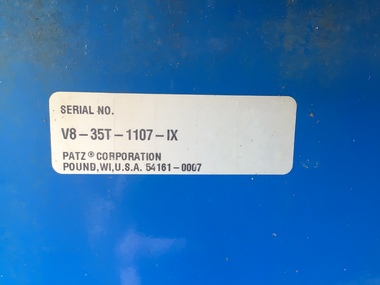 SERIAL NO.
V8-35T-1107-IX
PATZ® CORPORATION
POUND,WI,U.S.A. 54161-0007